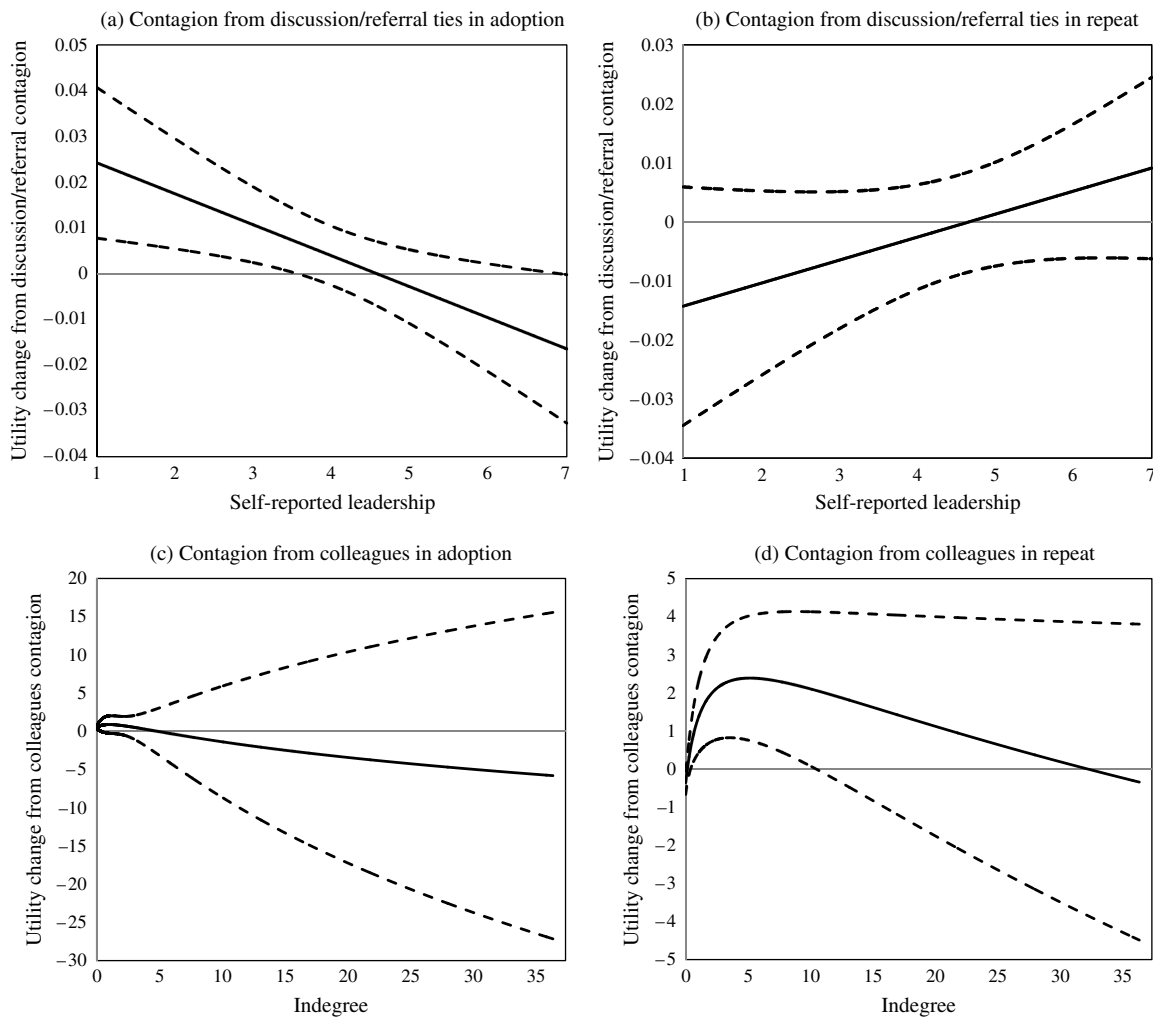 (a) Contagion from discussion/referral ties in adoption
Utility change from discussion/referral contagion
0.05
0.04
0.03
0.02
0.01
0
−0.01
−0.02
−0.03
−0.04
1 2 3 4 5 6 7
Self-reported leadership
(b) Contagion from discussion/referral ties in repeat
Utility change from discussion/referral contagion
0.03
0.02
0.01
0
−0.01
−0.02
−0.03
−0.04
1 2 3 4 5 6 7
Self-reported leadership
(c) Contagion from colleagues in adoption
Utility change from colleagues contagion
20
15
10
5
0
−5
−10
−15
−20
−25
−30
0 5 10 15 20 25 30 35
Indegree
(d) Contagion from colleagues in repeat
Utility change from colleagues contagion
5
4
3
2
1
0
−1
−2
−3
−4
−5
0 5 10 15 20 25 30 35
Indegree